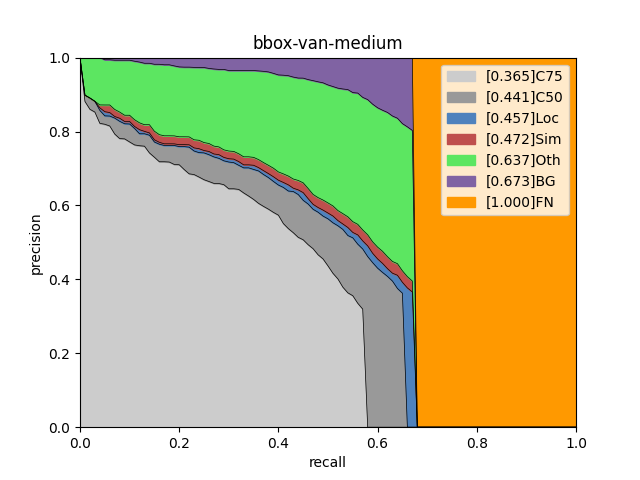 bbox-van-medium
1.0
0.8
0.6
0.4
0.2
0.0
precision
[0.365]C75
[0.441]C50
[0.457]Loc
[0.472]Sim
[0.637]Oth
[0.673]BG
[1.000]FN
0.0 0.2 0.4 0.6 0.8 1.0
recall